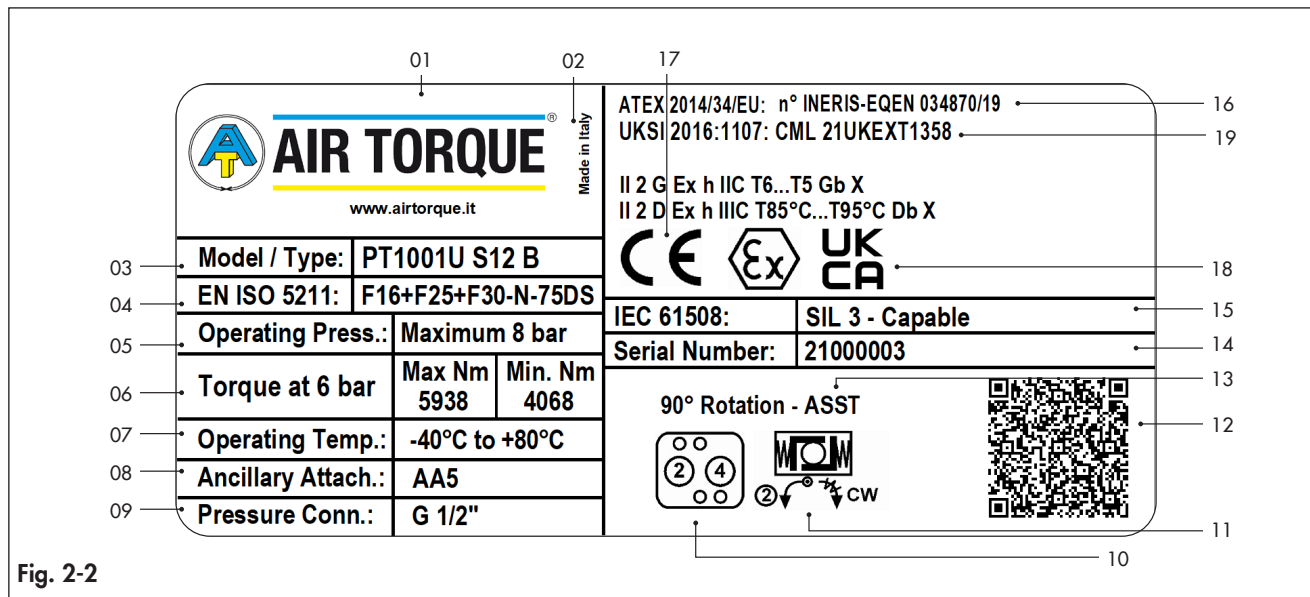 01
02
17
AT
AIR TORQUE®
Made in Italy
www.airtorque.it
ATEX 2014/34/EU: n° INERIS-EQEN 034870/19
16
UKSI 2016:1107: CML 21UKEXT1358
19
II 2 G Ex h IIC T6...T5 Gb X
II 2 D Ex h IIIC T85°C...T95°C Db X
CE
Ex
UK
CA
18
03
Model / Type: PT1001U S12 B
04
EN ISO 5211: F16+F25+F30-N-75DS
05
Operating Press.: Maximum 8 bar
06
Torque at 6 bar
Max Nm
5938
Min. Nm
4068
07
Operating Temp.: -40°C to +80°C
08
Ancillary Attach.: AA5
09
Pressure Conn.: G 1/2"
IEC 61508: SIL 3 - Capable
15
Serial Number: 21000003
14
13
90° Rotation - ASST
12
2 4
2 CW
11
10
Fig. 2-2